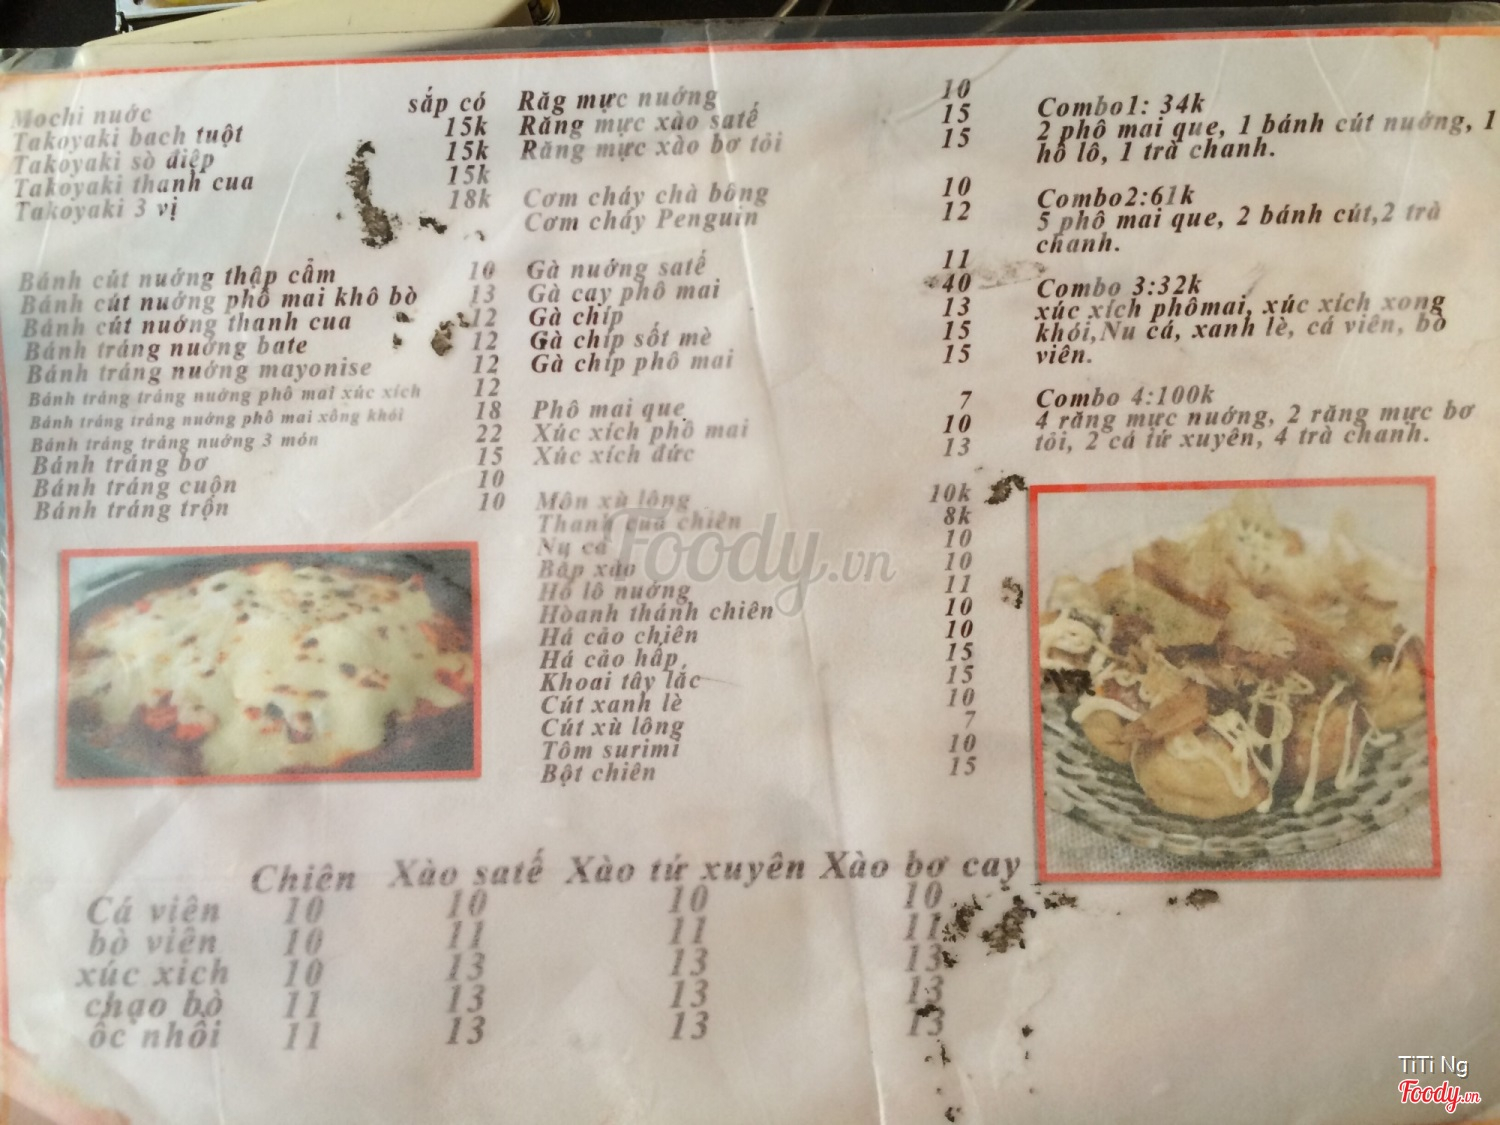 Mochi nước sắp có
Takoyaki bạch tuột 15k
Takoyaki sò điệp 15k
Takoyaki thanh cua 15k
Takoyaki 3 vị 18k
Bánh cút nướng thập cẩm 10
Bánh cút nướng phô mai khô bò 13
Bánh cút nướng thanh cua 12
Bánh tráng nướng bate 12
Bánh tráng nướng mayonise 12
Bánh tráng tráng nướng phô mai xúc xích 12
Bánh tráng tráng nướng phô mai xông khói 18
Bánh tráng tráng nướng 3 món 22
Bánh tráng bơ 15
Bánh tráng cuộn 10
Bánh tráng trộn 10
Răg mực nướng 10
Răng mực xào satế 15
Răng mực xào bơ tỏi 15
Cơm cháy chà bông 10
Cơm cháy Penguin 12
Gà nướng satế 11
Gà cay phô mai 40
Gà chíp 13
Gà chíp sốt mè 15
Gà chíp phô mai 15
Phô mai que 7
Xúc xích phô mai 10
Xúc xích đức 13
Môn xù lông 10k
Thanh cua chiên 8k
Nụ cá 10
Bắp xào 10
Hồ lô nướng 11
Hòanh thánh chiên 10
Há cảo chiên 10
Há cảo hấp 15
Khoai tây lắc 15
Cút xanh lè 10
Cút xù lông 7
Tôm surimi 10
Bột chiên 15
Combo1: 34k
2 phô mai que, 1 bánh cút nướng, 1
hồ lô, 1 trà chanh.
Combo2:61k
5 phô mai que, 2 bánh cút,2 trà
chanh.
Combo 3:32k
xúc xích phômai, xúc xích xong
khói,Nu cá, xanh lè, cá viên, bò
viên.
Combo 4:100k
4 răng mực nướng, 2 răng mực bơ
tỏi, 2 cá tứ xuyên, 4 trà chanh.
Chiên Xào satế Xào tứ xuyên Xào bơ cay
Cá viên 10 10 10 10
bò viên 10 11 11 11
xúc xich 10 13 13 13
chạo bò 11 13 13 13
ốc nhồi 11 13 13 13
Foody.vn
TiTi Ng
Foody.vn